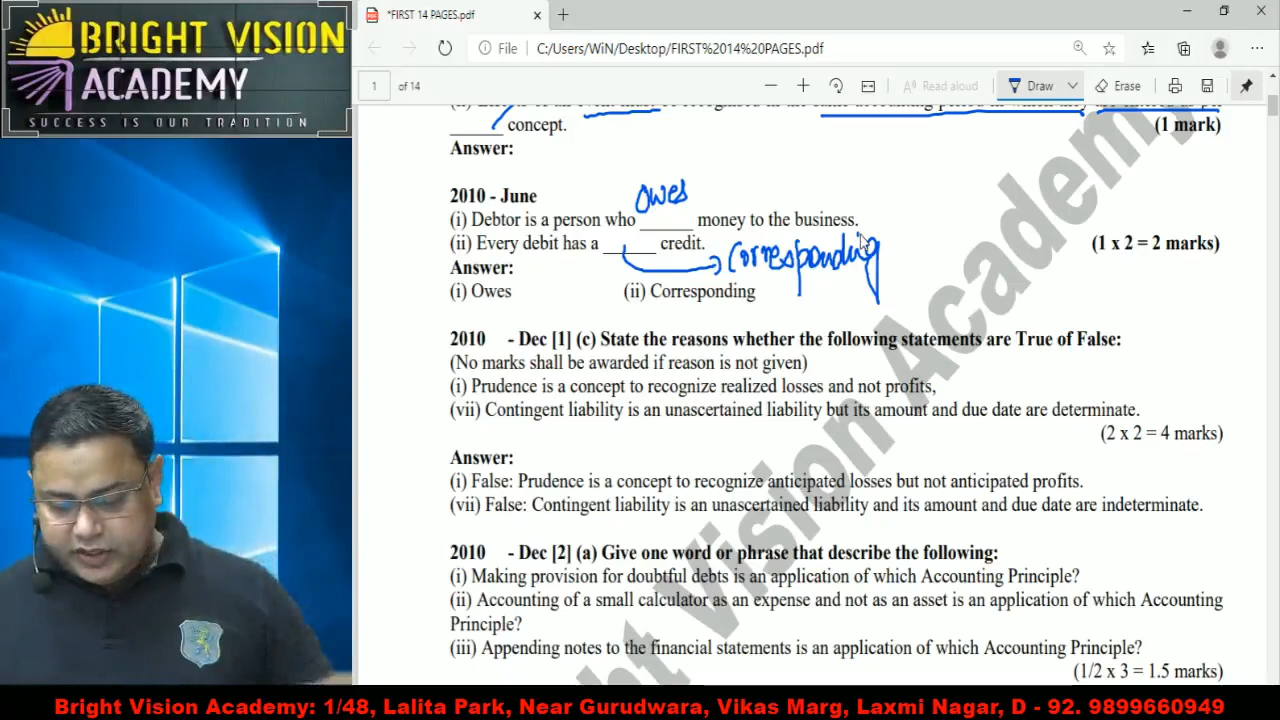 BRIGHT VISION
ACADEMY
SUCCESS IS OUR TRADITION
*FIRST 14 PAGES.pdf
File
C:/Users/WiN/Desktop/FIRST%2014%20PAGES.pdf
1 of 14
Read aloud
Draw
Erase
concept. (1 mark)
Answer:
2010 - June
owes
(i) Debtor is a person who ______ money to the business.
(ii) Every debit has a ______ credit. (1 x 2 = 2 marks)
Corresponding
Answer:
(i) Owes (ii) Corresponding
2010 - Dec [1] (c) State the reasons whether the following statements are True of False:
(No marks shall be awarded if reason is not given)
(i) Prudence is a concept to recognize realized losses and not profits,
(vii) Contingent liability is an unascertained liability but its amount and due date are determinate.
(2 x 2 = 4 marks)
Answer:
(i) False: Prudence is a concept to recognize anticipated losses but not anticipated profits.
(vii) False: Contingent liability is an unascertained liability and its amount and due date are indeterminate.
2010 - Dec [2] (a) Give one word or phrase that describe the following:
(i) Making provision for doubtful debts is an application of which Accounting Principle?
(ii) Accounting of a small calculator as an expense and not as an asset is an application of which Accounting
Principle?
(iii) Appending notes to the financial statements is an application of which Accounting Principle?
(1/2 x 3 = 1.5 marks)
Bright Vision Academy
Bright Vision Academy: 1/48, Lalita Park, Near Gurudwara, Vikas Marg, Laxmi Nagar, D - 92. 9899660949